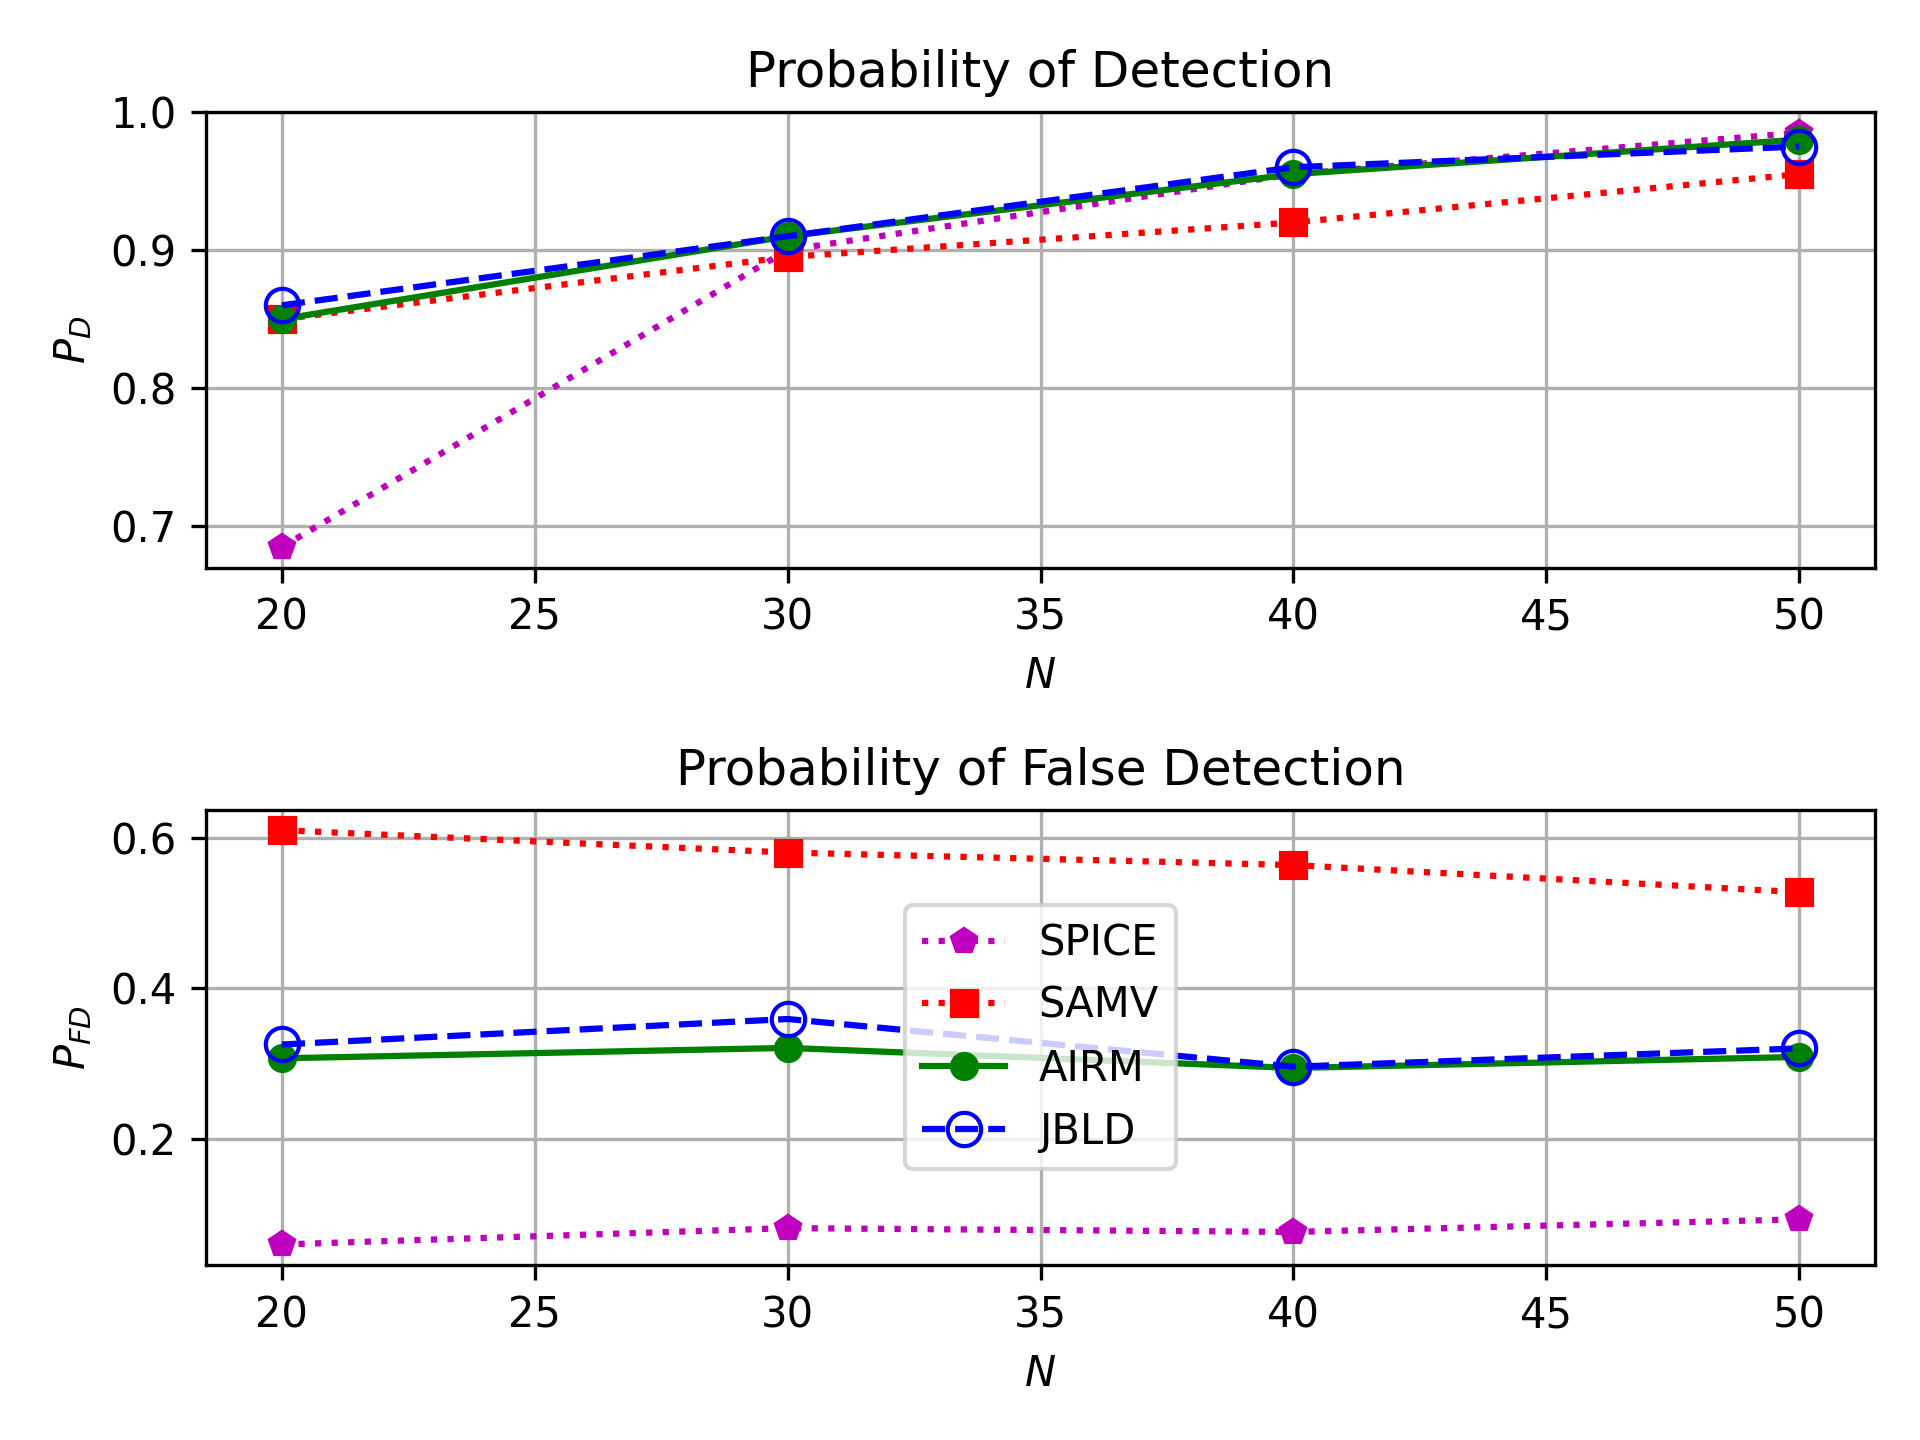 Probability of Detection
1.0
0.9
0.8
0.7
P_D
20 25 30 35 40 45 50
N
Probability of False Detection
0.6
0.4
0.2
P_FD
SPICE
SAMV
AIRM
JBLD
20 25 30 35 40 45 50
N